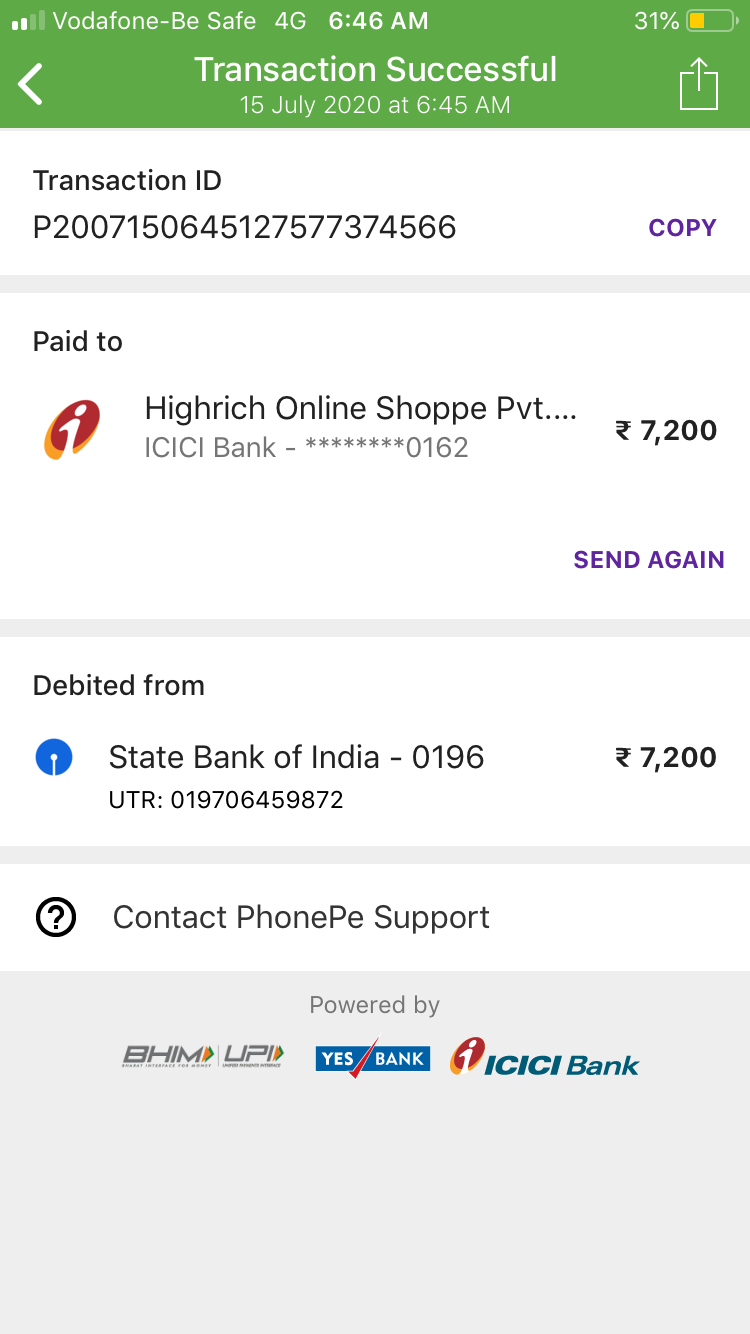 Vodafone-Be Safe 4G 6:46 AM 31%
Transaction Successful
15 July 2020 at 6:45 AM
Transaction ID
P2007150645127577374566
COPY
Paid to
Highrich Online Shoppe Pvt....
ICICI Bank - ********0162
₹ 7,200
SEND AGAIN
Debited from
State Bank of India - 0196
₹ 7,200
UTR: 019706459872
Contact PhonePe Support
Powered by
BHIM UPI YES BANK ICICI Bank
BHARAT INTERFACE FOR MONEY UNIFIED PAYMENTS INTERFACE